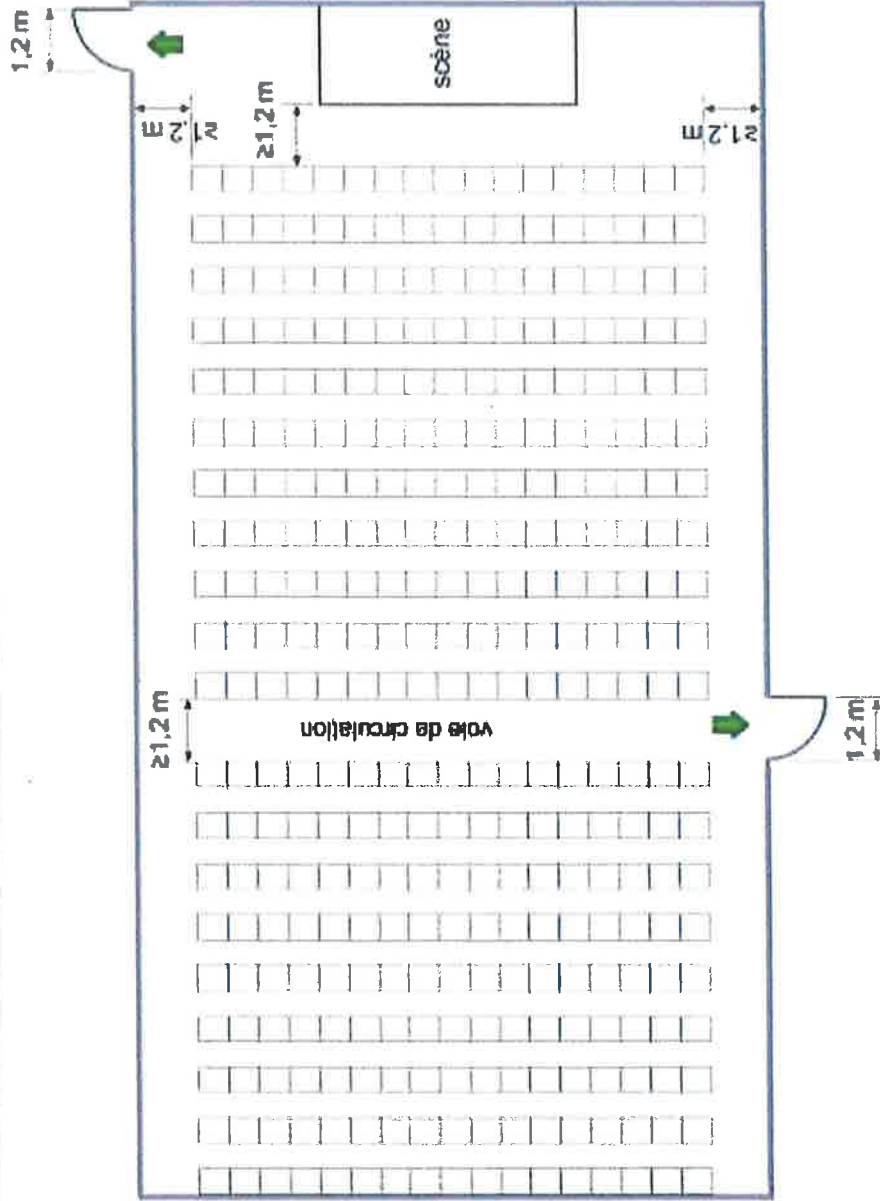 1,2 m
scène
≥1,2 m
≥1,2 m
≥1,2 m
≥1,2 m
voie de circulation
1,2 m